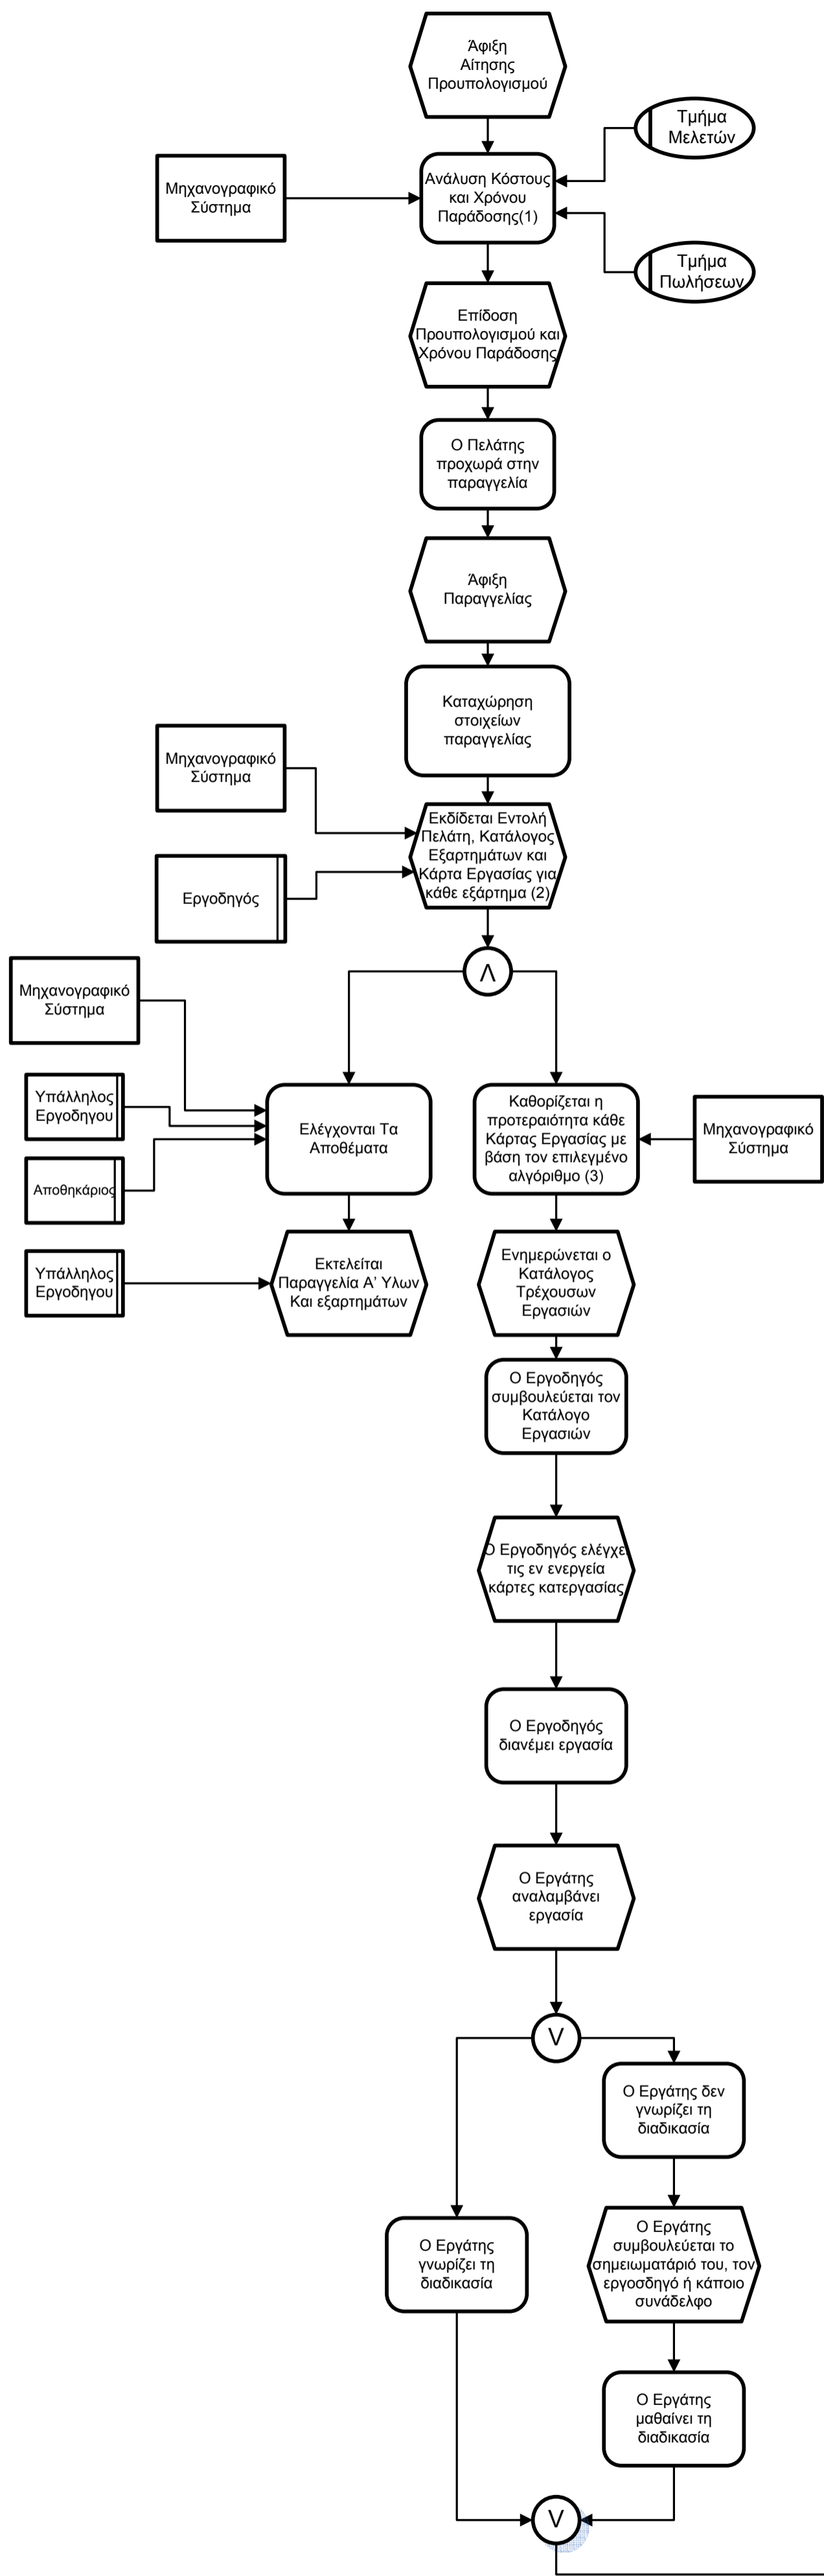 Άφιξη
Αίτησης
Προυπολογισμού
Τμήμα
Μελετών
Μηχανογραφικό
Σύστημα
Ανάλυση Κόστους
και Χρόνου
Παράδοσης(1)
Τμήμα
Πωλήσεων
Επίδοση
Προυπολογισμού και
Χρόνου Παράδοσης
Ο Πελάτης
προχωρά στην
παραγγελία
Άφιξη
Παραγγελίας
Καταχώρηση
στοιχείων
παραγγελίας
Μηχανογραφικό
Σύστημα
Εκδίδεται Εντολή
Πελάτη, Κατάλογος
Εξαρτημάτων και
Κάρτα Εργασίας για
κάθε εξάρτημα (2)
Εργοδηγός
Λ
Μηχανογραφικό
Σύστημα
Υπάλληλος
Εργοδηγου
Αποθηκάριος
Ελέγχονται Τα
Αποθέματα
Καθορίζεται η
προτεραιότητα κάθε
Κάρτας Εργασίας με
βάση τον επιλεγμένο
αλγόριθμο (3)
Μηχανογραφικό
Σύστημα
Υπάλληλος
Εργοδηγου
Εκτελείται
Παραγγελία Α' Υλων
Και εξαρτημάτων
Ενημερώνεται ο
Κατάλογος
Τρέχουσων
Εργασιών
Ο Εργοδηγός
συμβουλεύεται τον
Κατάλογο
Εργασιών
Ο Εργοδηγός ελέγχε
τις εν ενεργεία
κάρτες κατεργασίας
Ο Εργοδηγός
διανέμει εργασία
Ο Εργάτης
αναλαμβάνει
εργασία
V
Ο Εργάτης δεν
γνωρίζει τη
διαδικασία
Ο Εργάτης
γνωρίζει τη
διαδικασία
Ο Εργάτης
συμβουλεύεται το
σημειωματάριό του, τον
εργοσδηγό ή κάποιο
συνάδελφο
Ο Εργάτης
μαθαίνει τη
διαδικασία
V